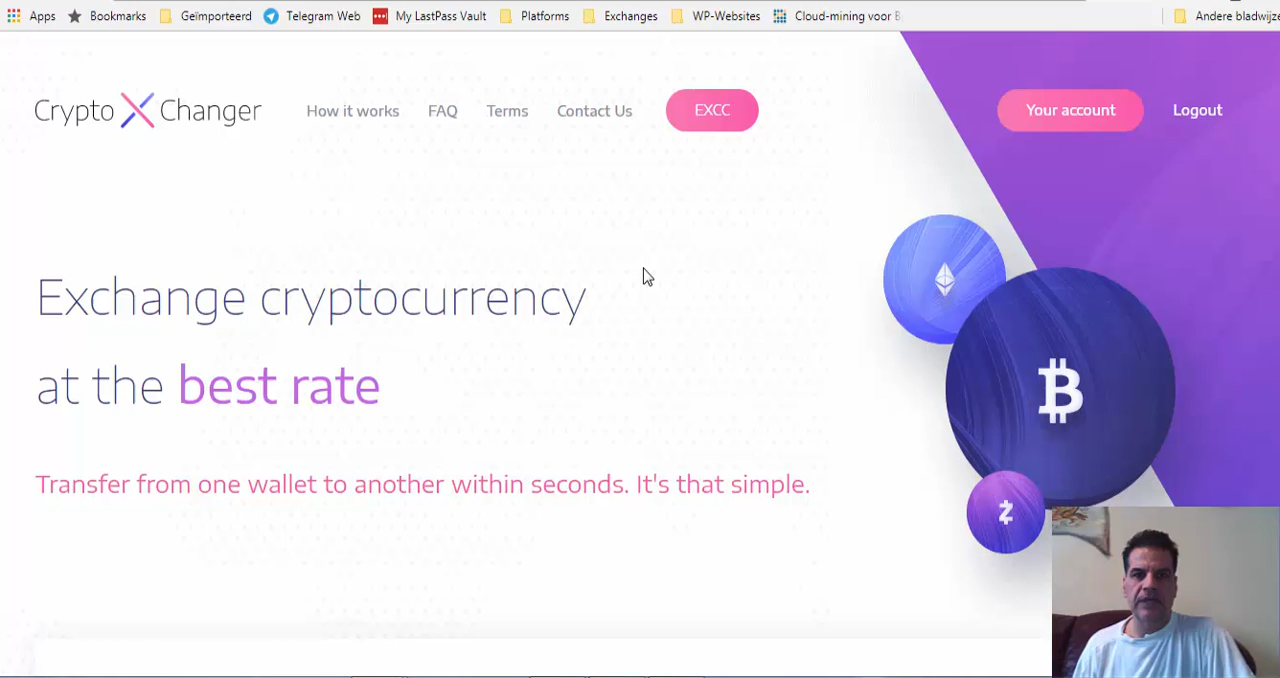 Apps Bookmarks Geïmporteerd Telegram Web My LastPass Vault Platforms Exchanges WP-Websites Cloud-mining voor Andere bladwijze
Crypto X Changer How it works FAQ Terms Contact Us EXCC Your account Logout
Exchange cryptocurrency
at the best rate
Transfer from one wallet to another within seconds. It's that simple.